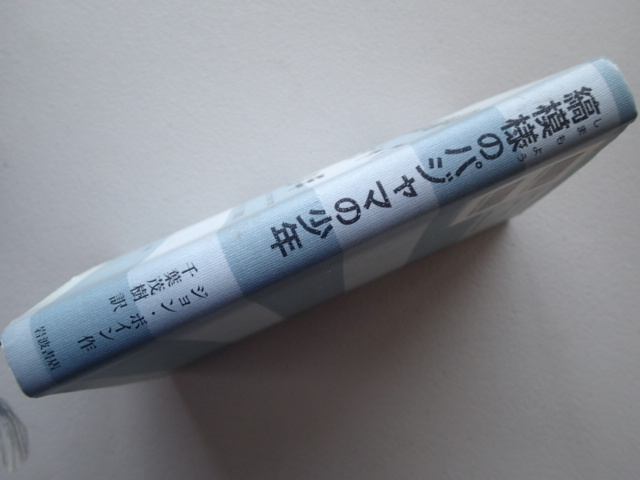 縞模様のパジャマの少年
しまもよう
ジョン・ボイン 作
千葉茂樹 訳
岩波書店